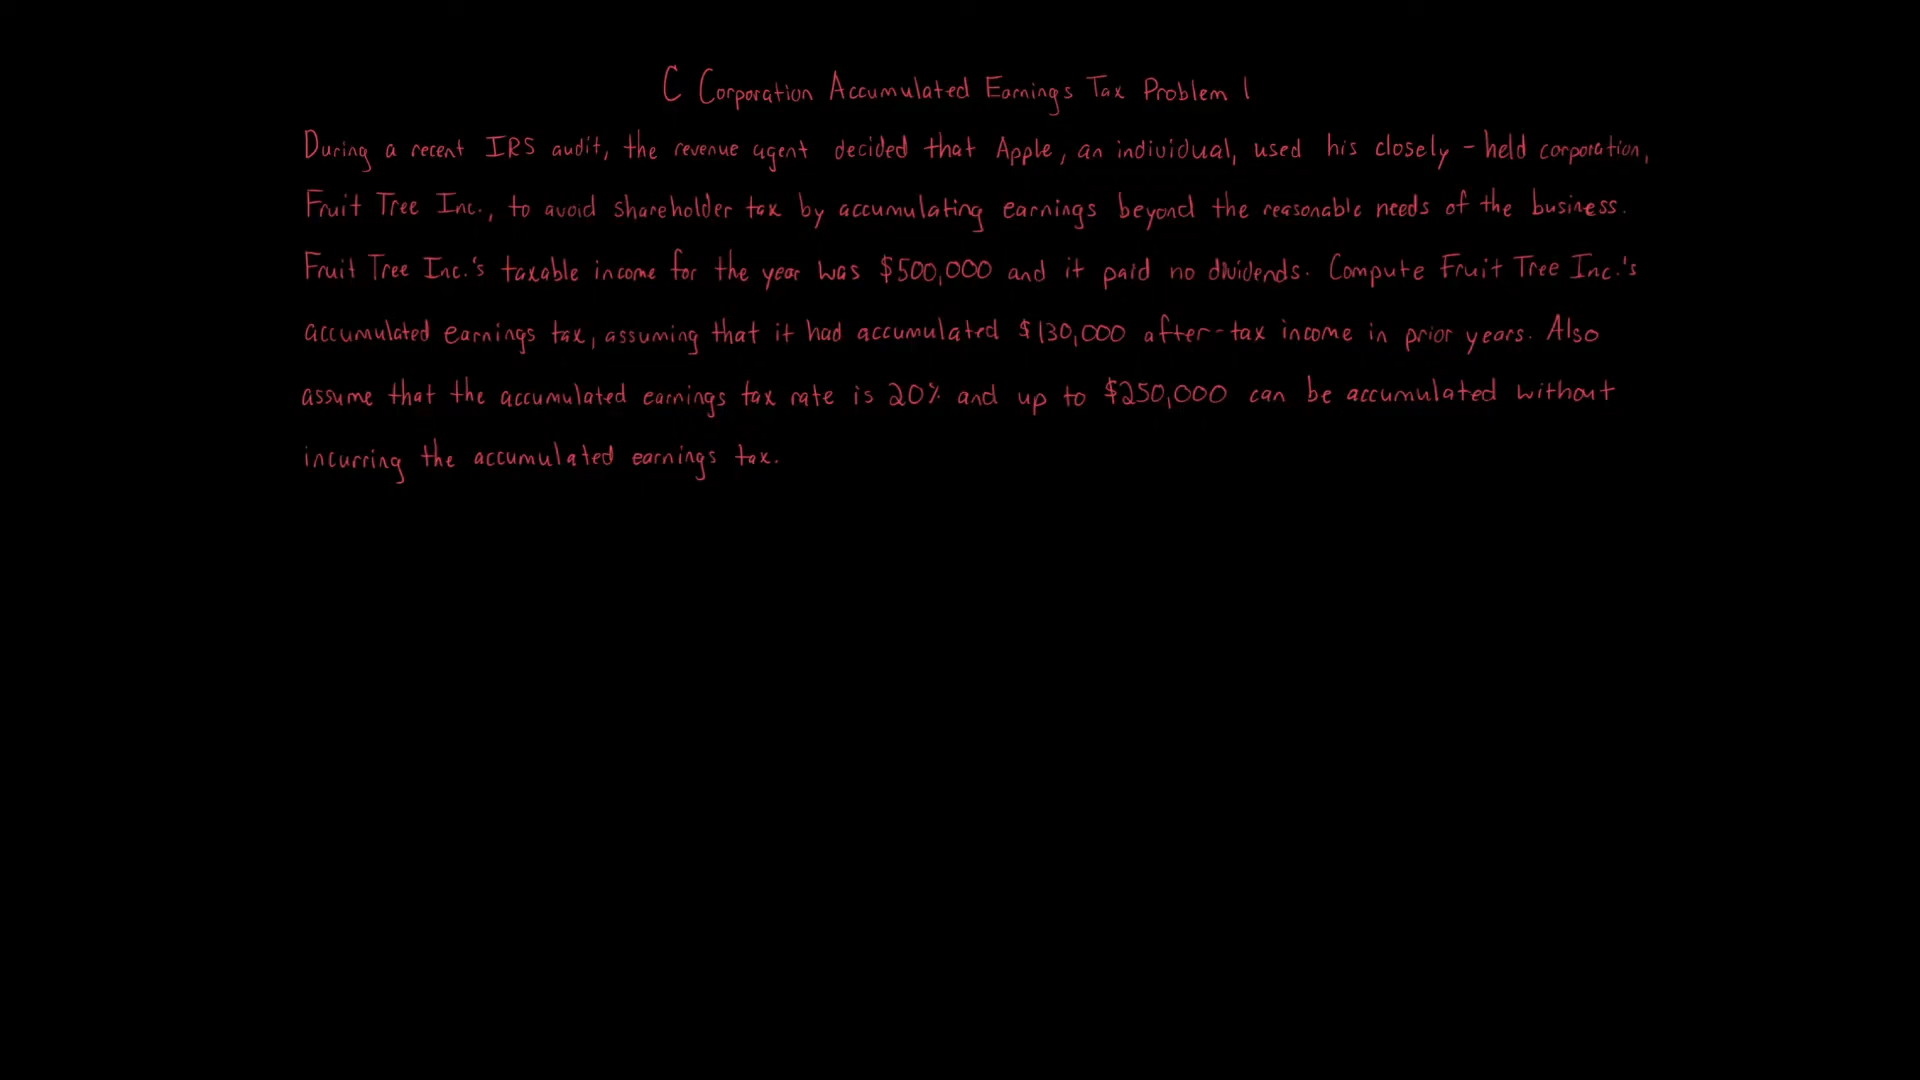 C Corporation Accumulated Earnings Tax Problem 1
During a recent IRS audit, the revenue agent decided that Apple, an individual, used his closely-held corporation,
Fruit Tree Inc., to avoid shareholder tax by accumulating earnings beyond the reasonable needs of the business.
Fruit Tree Inc.'s taxable income for the year was $500,000 and it paid no dividends. Compute Fruit Tree Inc.'s
accumulated earnings tax, assuming that it had accumulated $130,000 after-tax income in prior years. Also
assume that the accumulated earnings tax rate is 20% and up to $250,000 can be accumulated without
incurring the accumulated earnings tax.